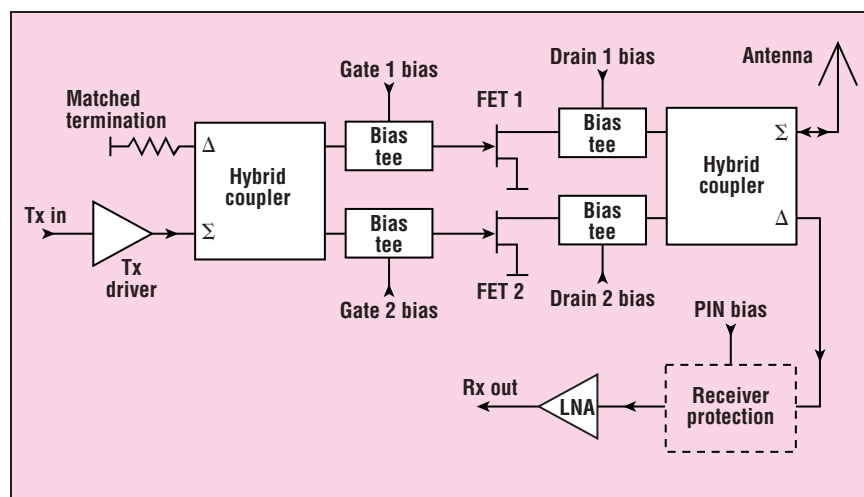 Gate 1 bias
Drain 1 bias
Antenna
FET 1
Matched
termination
Bias
tee
Bias
tee
Δ
Hybrid
coupler
Σ
Hybrid
coupler
Σ
Δ
Tx in
Tx
driver
Bias
tee
Bias
tee
Gate 2 bias
FET 2
Drain 2 bias
PIN bias
Rx out
LNA
Receiver
protection